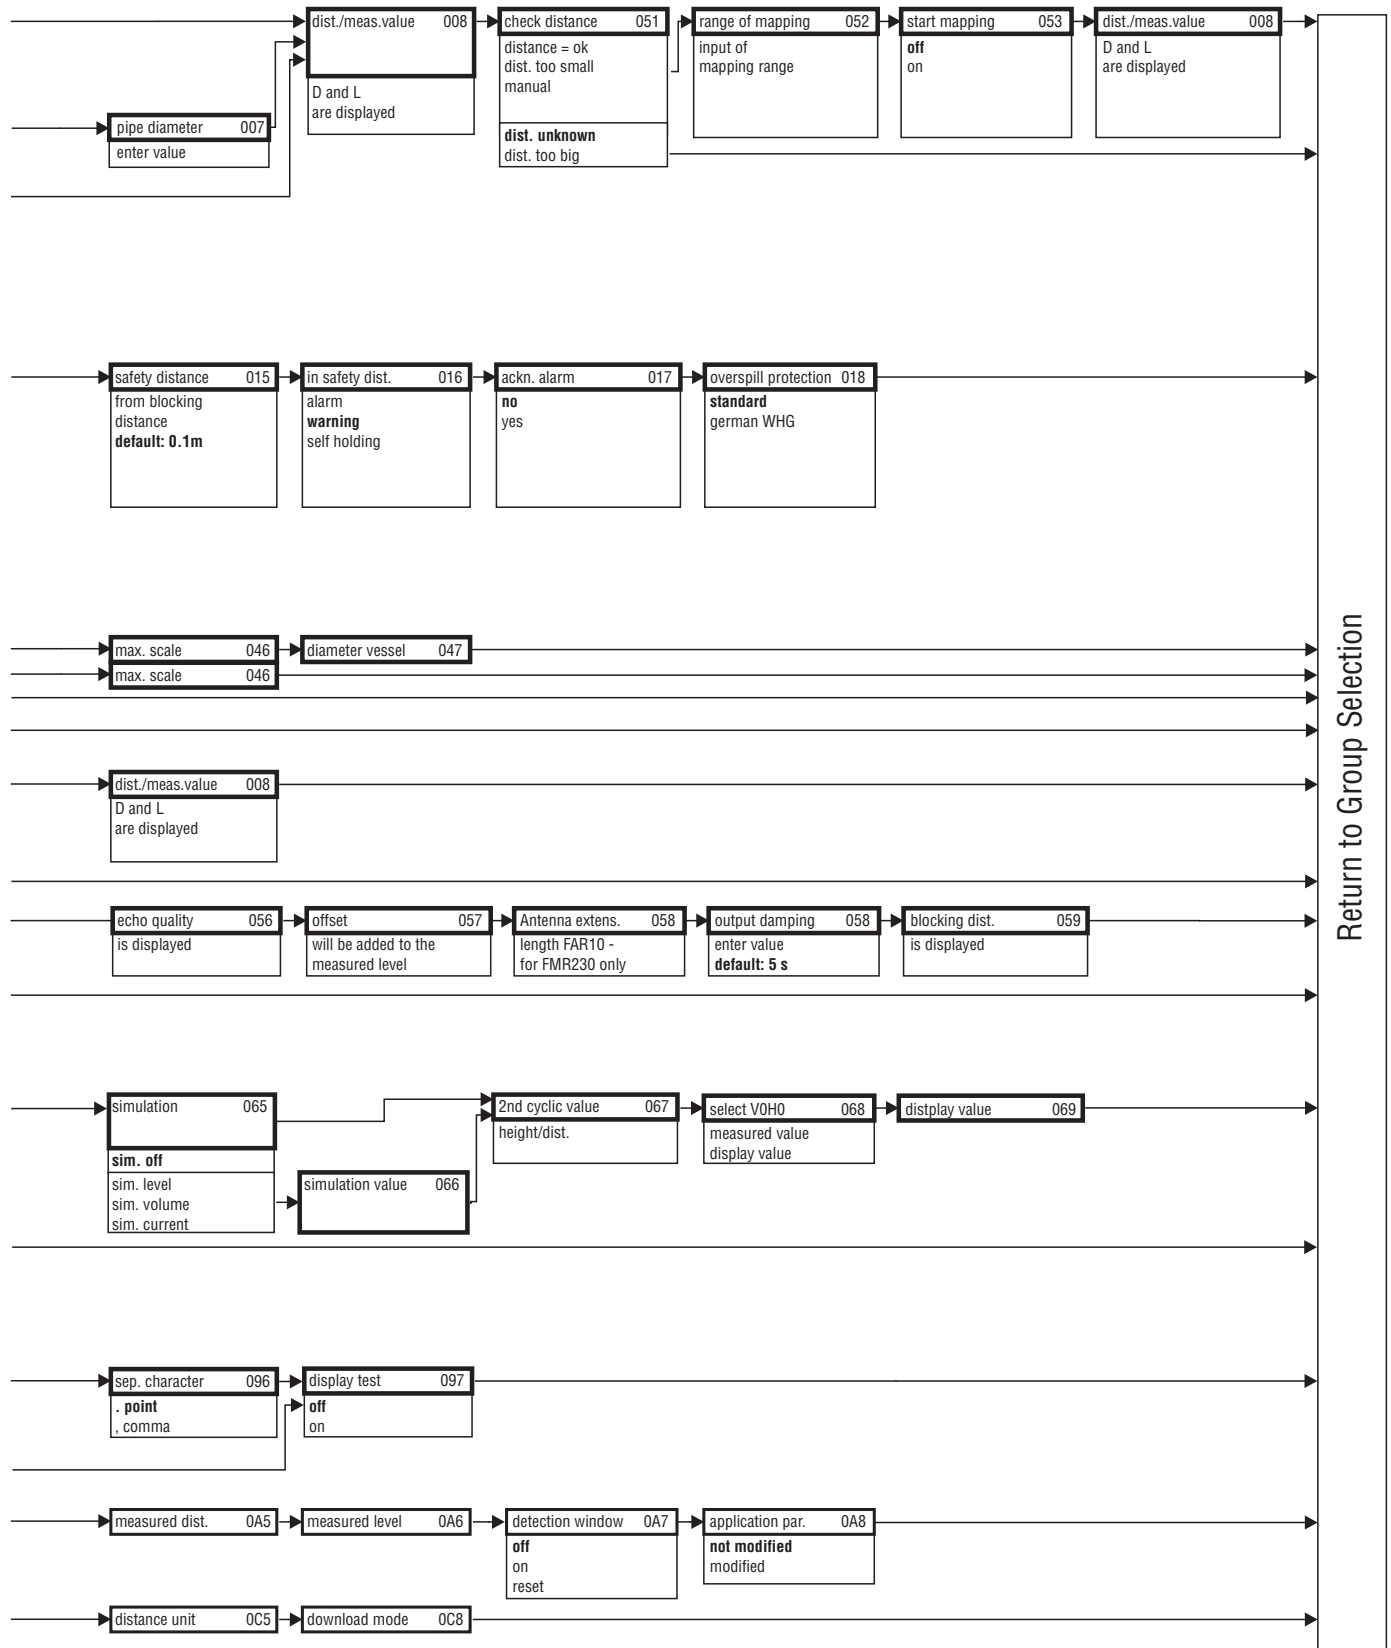 dist./meas.value 008
D and L
are displayed
check distance 051
distance = ok
dist. too small
manual
dist. unknown
dist. too big
range of mapping 052
input of
mapping range
start mapping 053
off
on
dist./meas.value 008
D and L
are displayed
pipe diameter 007
enter value
safety distance 015
from blocking
distance
default: 0.1m
in safety dist. 016
alarm
warning
self holding
ackn. alarm 017
no
yes
overspill protection 018
standard
german WHG
max. scale 046
diameter vessel 047
max. scale 046
dist./meas.value 008
D and L
are displayed
echo quality 056
is displayed
offset 057
will be added to the
measured level
Antenna extens. 058
length FAR10 -
for FMR230 only
output damping 058
enter value
default: 5 s
blocking dist. 059
is displayed
simulation 065
sim. off
sim. level
sim. volume
sim. current
simulation value 066
2nd cyclic value 067
height/dist.
select V0H0 068
measured value
display value
distplay value 069
sep. character 096
. point
, comma
display test 097
off
on
measured dist. 0A5
measured level 0A6
detection window 0A7
off
on
reset
application par. 0A8
not modified
modified
distance unit 0C5
download mode 0C8
Return to Group Selection